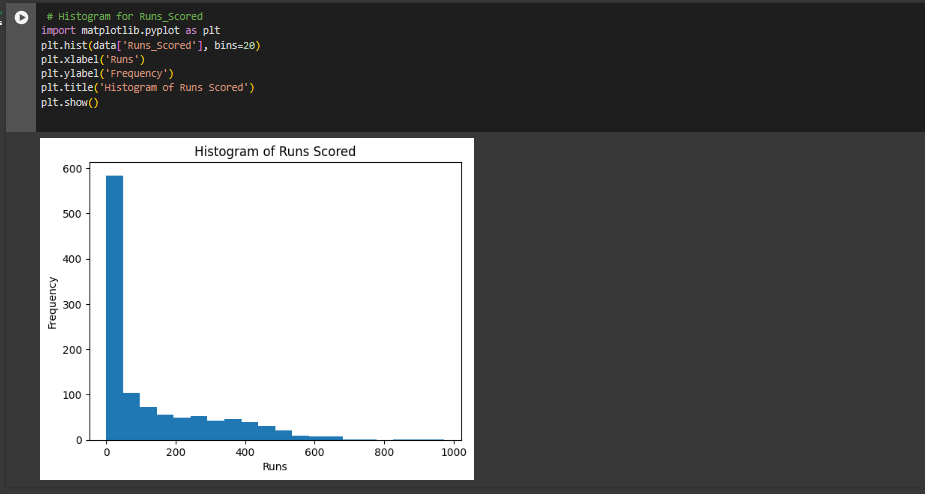 # Histogram for Runs_Scored
import matplotlib.pyplot as plt
plt.hist(data['Runs_Scored'], bins=20)
plt.xlabel('Runs')
plt.ylabel('Frequency')
plt.title('Histogram of Runs Scored')
plt.show()
Histogram of Runs Scored
600
500
400
300
200
100
0
Frequency
0 200 400 600 800 1000
Runs